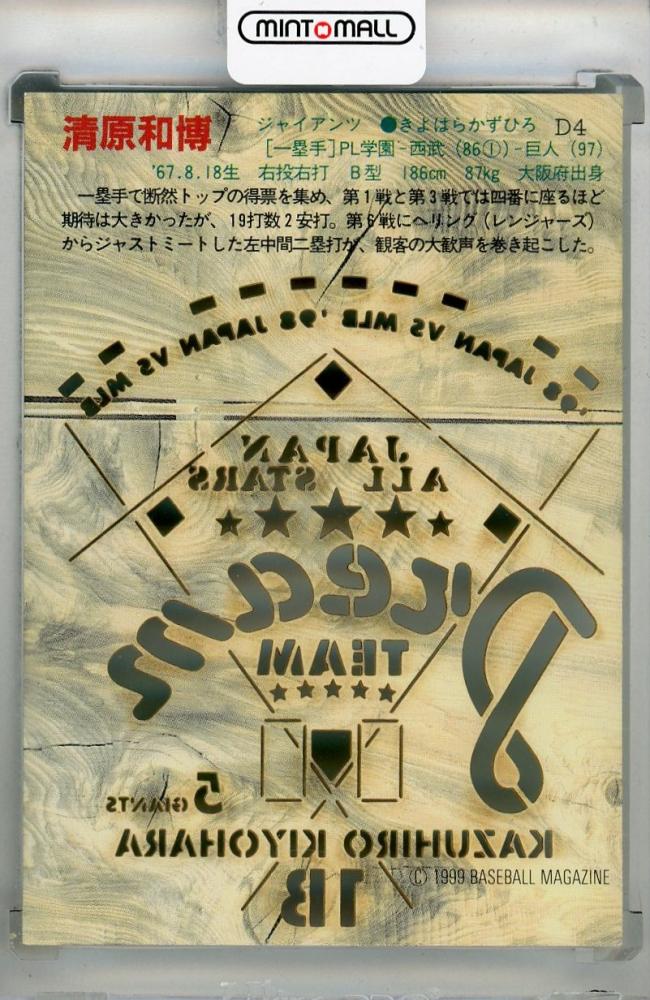 MINT MALL
清原和博 ジャイアンツ ●きよはらかずひろ D4
[一塁手]PL学園-西武(86①)-巨人(97)
'67.8.18生 右投右打 B型 186cm 87kg 大阪府出身
一塁手で断然トップの得票を集め、第1戦と第3戦では四番に座るほど
期待は大きかったが、19打数2安打。第6戦にヘリング(レンジャーズ)
からジャストミートした左中間二塁打が、観客の大歓声を巻き起こした。
'98 JAPAN VS MLB '98 JAPAN VS MLB
JAPAN
ALL STARS
Dream
TEAM
5 GIANTS
KAZUHIRO KIYOHARA
1B
(C) 1999 BASEBALL MAGAZINE